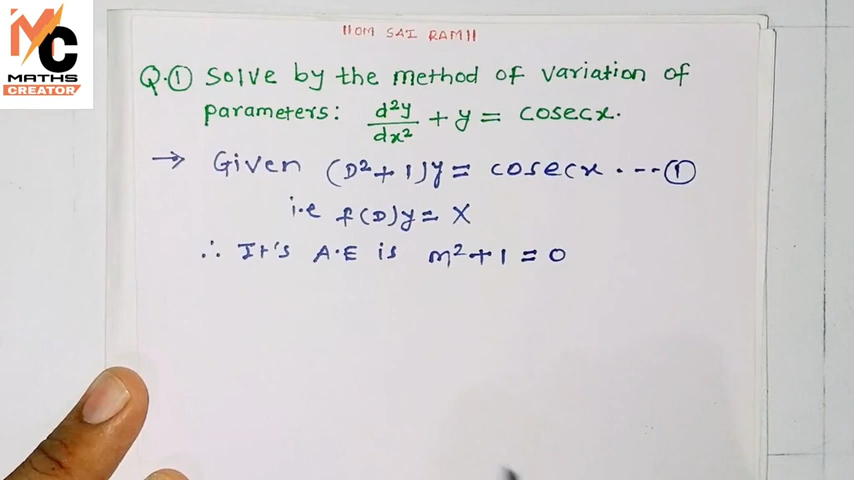 MC
MATHS
CREATOR
||OM SAI RAM||
Q.① Solve by the method of variation of
parameters: d²y/dx² + y = cosecx.
→ Given (D²+1)y = cosecx ...①
i.e f(D)y = X
∴ It's A.E is m²+1 = 0